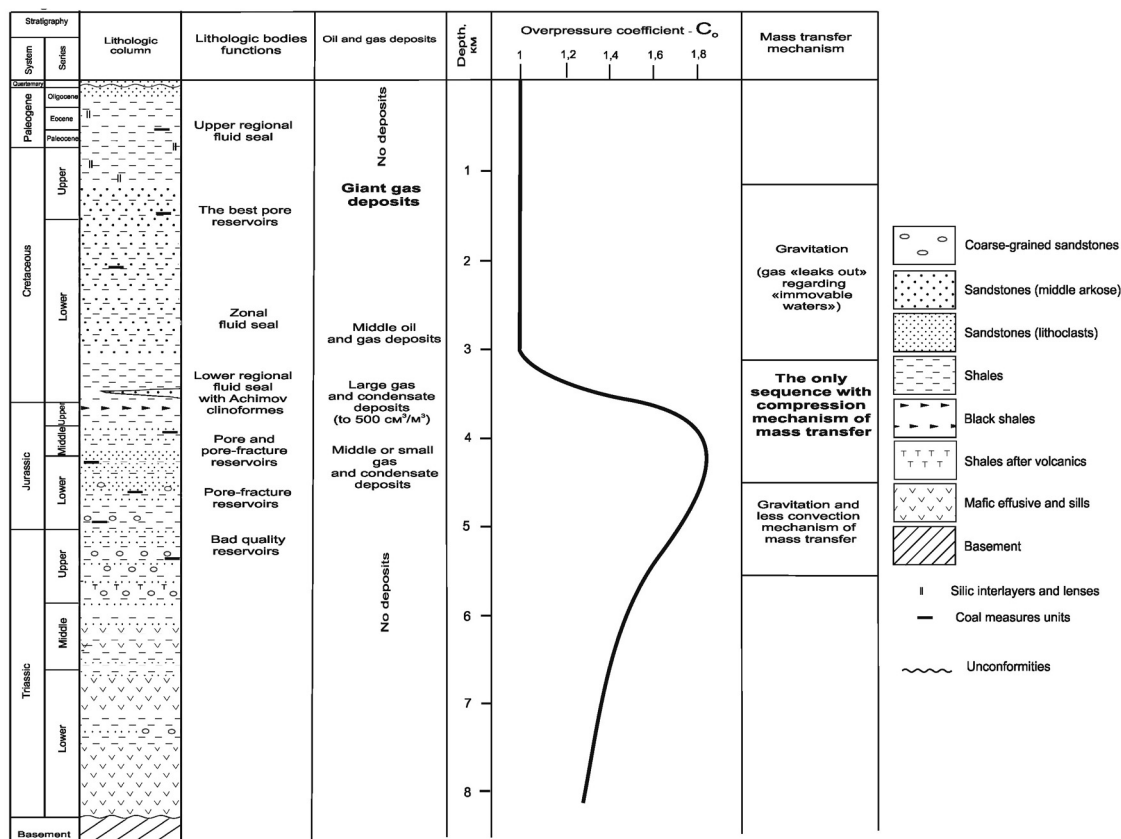 Stratigraphy
System
Series
Lithologic
column
Lithologic bodies
functions
Oil and gas deposits
Depth.
км
Overpressure coefficient - Co
1
1,2
1,4
1,6
1,8
Mass transfer
mechanism
Quaternary
Paleogene
Oligocene
Eocene
Paleocene
Cretaceous
Upper
Lower
Jurassic
Upper
Middle
Lower
Triassic
Upper
Middle
Lower
Basement
Upper regional
fluid seal
The best pore
reservoirs
Zonal
fluid seal
Lower regional
fluid seal
with Achimov
clinoformes
Pore and
pore-fracture
reservoirs
Pore-fracture
reservoirs
Bad quality
reservoirs
No deposits
Giant gas
deposits
Middle oil
and gas deposits
Large gas
and condensate
deposits
(to 500 см³/м³)
Middle or small
gas
and condensate
deposits
No deposits
1
2
3
4
5
6
7
8
Gravitation
(gas «leaks out»
regarding
«immovable
waters»)
The only
sequence with
compression
mechanism of
mass transfer
Gravitation and
less convection
mechanism of
mass transfer
Coarse-grained sandstones
Sandstones (middle arkose)
Sandstones (lithoclasts)
Shales
Black shales
Shales after volcanics
Mafic effusive and sills
Basement
Silic interlayers and lenses
Coal measures units
Unconformities